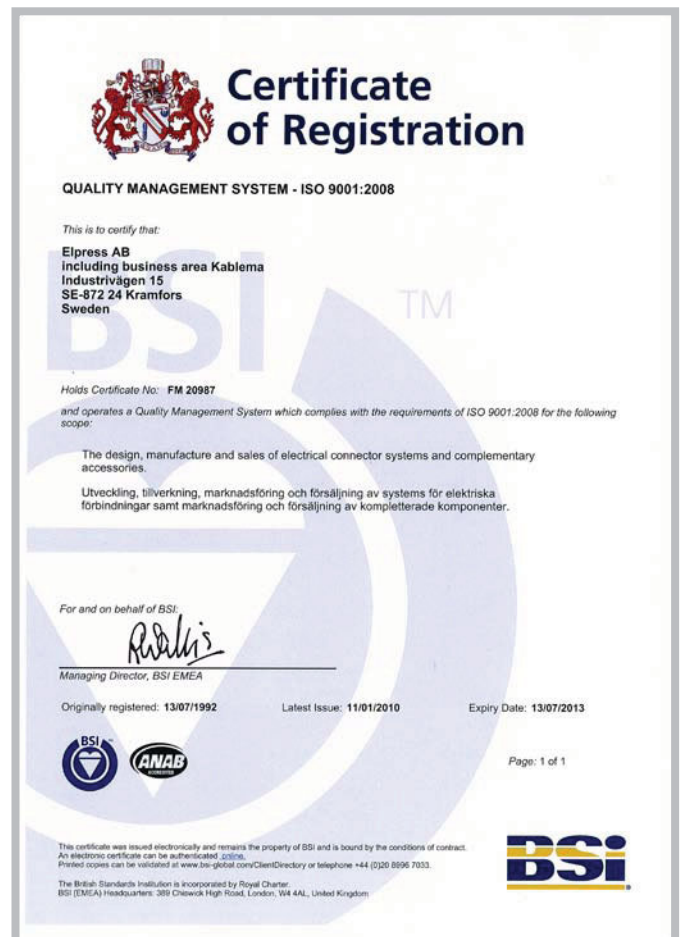 Certificate
of Registration
QUALITY MANAGEMENT SYSTEM - ISO 9001:2008
This is to certify that:
Elpress AB
including business area Kablema
Industrivägen 15
SE-872 24 Kramfors
Sweden
BSI
TM
Holds Certificate No: FM 20987
and operates a Quality Management System which complies with the requirements of ISO 9001:2008 for the following
scope:
The design, manufacture and sales of electrical connector systems and complementary
accessories.
Utveckling, tillverkning, marknadsföring och försäljning av systems för elektriska
förbindningar samt marknadsföring och försäljning av kompletterade komponenter.
For and on behalf of BSI:
Managing Director, BSI EMEA
Originally registered: 13/07/1992 Latest Issue: 11/01/2010 Expiry Date: 13/07/2013
BSI
ANAB
ACCREDITED
Page: 1 of 1
This certificate was issued electronically and remains the property of BSI and is bound by the conditions of contract.
An electronic certificate can be authenticated online.
Printed copies can be validated at www.bsi-global.com/ClientDirectory or telephone +44 (0)20 8996 7033.
The British Standards Institution is incorporated by Royal Charter.
BSI (EMEA) Headquarters: 389 Chiswick High Road, London, W4 4AL, United Kingdom
BSi